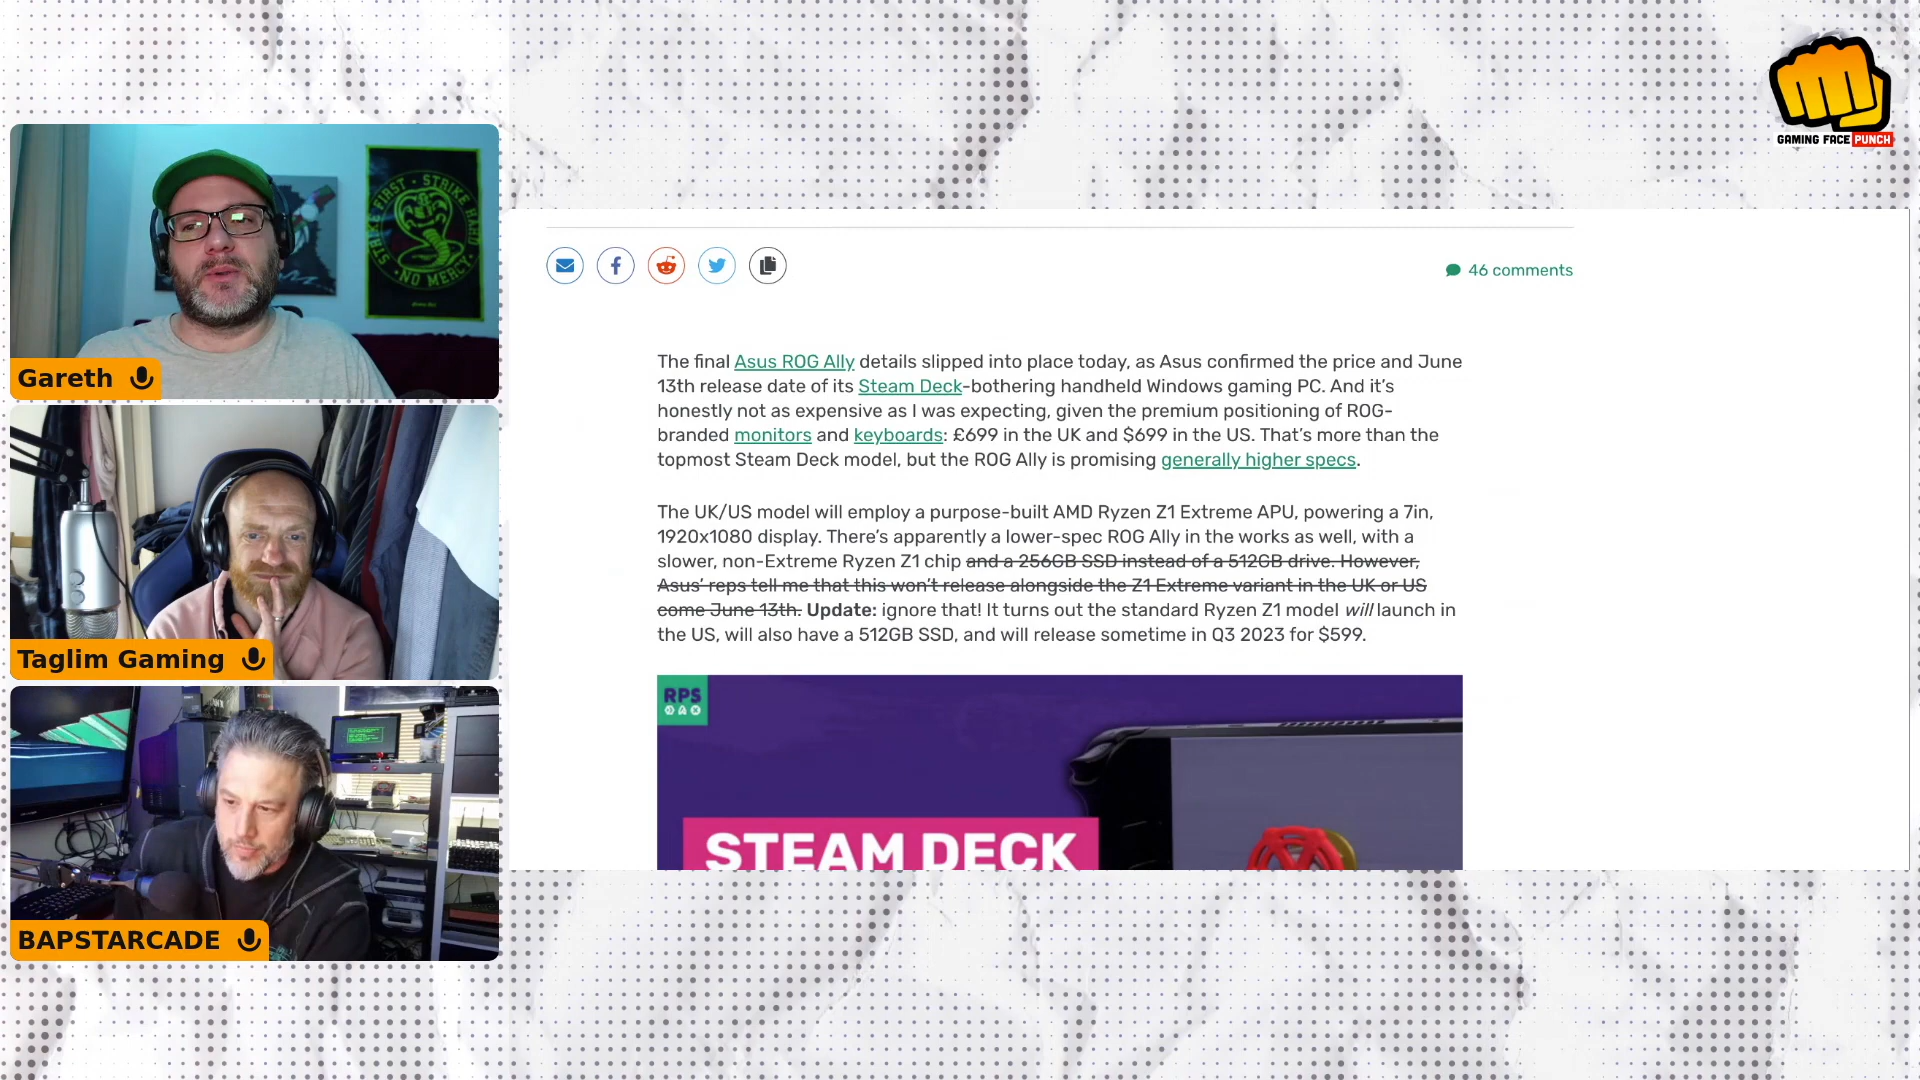 GAMING FACE PUNCH
STRIKE FIRST · STRIKE HARD
· NO MERCY ·
Gareth
Taglim Gaming
BAPSTARCADE
46 comments
The final Asus ROG Ally details slipped into place today, as Asus confirmed the price and June
13th release date of its Steam Deck-bothering handheld Windows gaming PC. And it's
honestly not as expensive as I was expecting, given the premium positioning of ROG-
branded monitors and keyboards: £699 in the UK and $699 in the US. That's more than the
topmost Steam Deck model, but the ROG Ally is promising generally higher specs.
The UK/US model will employ a purpose-built AMD Ryzen Z1 Extreme APU, powering a 7in,
1920x1080 display. There's apparently a lower-spec ROG Ally in the works as well, with a
slower, non-Extreme Ryzen Z1 chip and a 256GB SSD instead of a 512GB drive. However,
Asus' reps tell me that this won't release alongside the Z1 Extreme variant in the UK or US
come June 13th. Update: ignore that! It turns out the standard Ryzen Z1 model will launch in
the US, will also have a 512GB SSD, and will release sometime in Q3 2023 for $599.
RPS
STEAM DECK